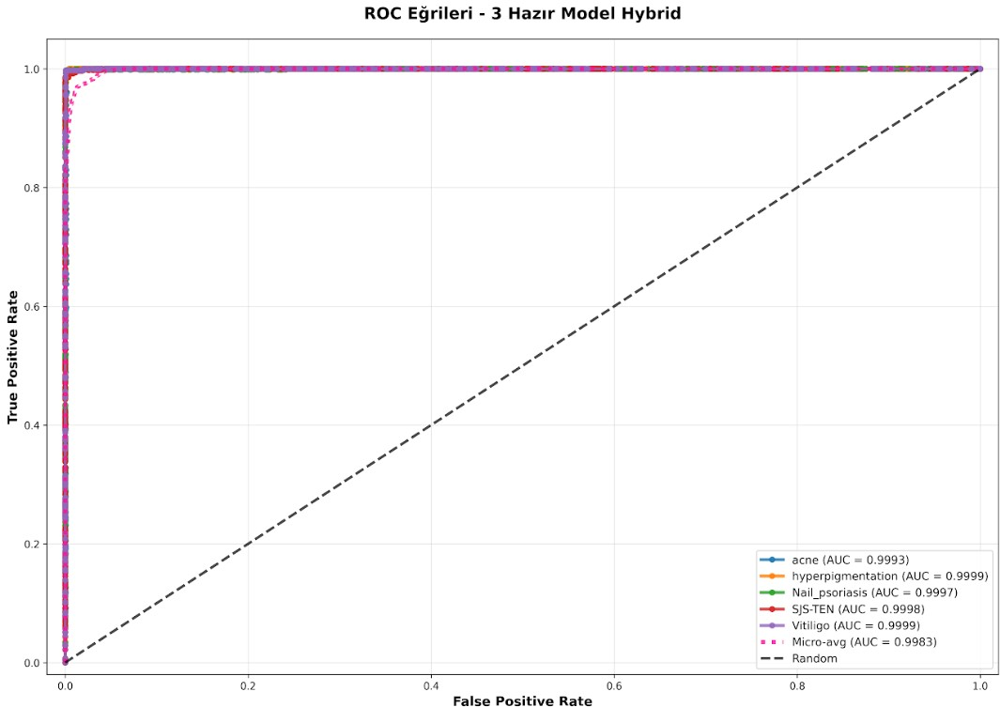 ROC Eğrileri - 3 Hazır Model Hybrid
True Positive Rate
1.0
0.8
0.6
0.4
0.2
0.0
0.0 0.2 0.4 0.6 0.8 1.0
False Positive Rate
acne (AUC = 0.9993)
hyperpigmentation (AUC = 0.9999)
Nail_psoriasis (AUC = 0.9997)
SJS-TEN (AUC = 0.9998)
Vitiligo (AUC = 0.9999)
Micro-avg (AUC = 0.9983)
Random